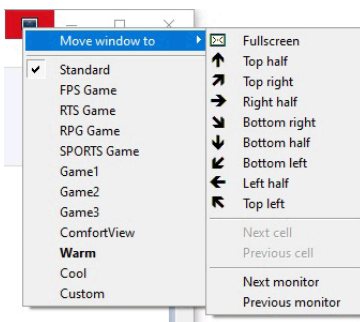 Move window to
Standard
FPS Game
RTS Game
RPG Game
SPORTS Game
Game1
Game2
Game3
ComfortView
Warm
Cool
Custom
Fullscreen
Top half
Top right
Right half
Bottom right
Bottom half
Bottom left
Left half
Top left
Next cell
Previous cell
Next monitor
Previous monitor